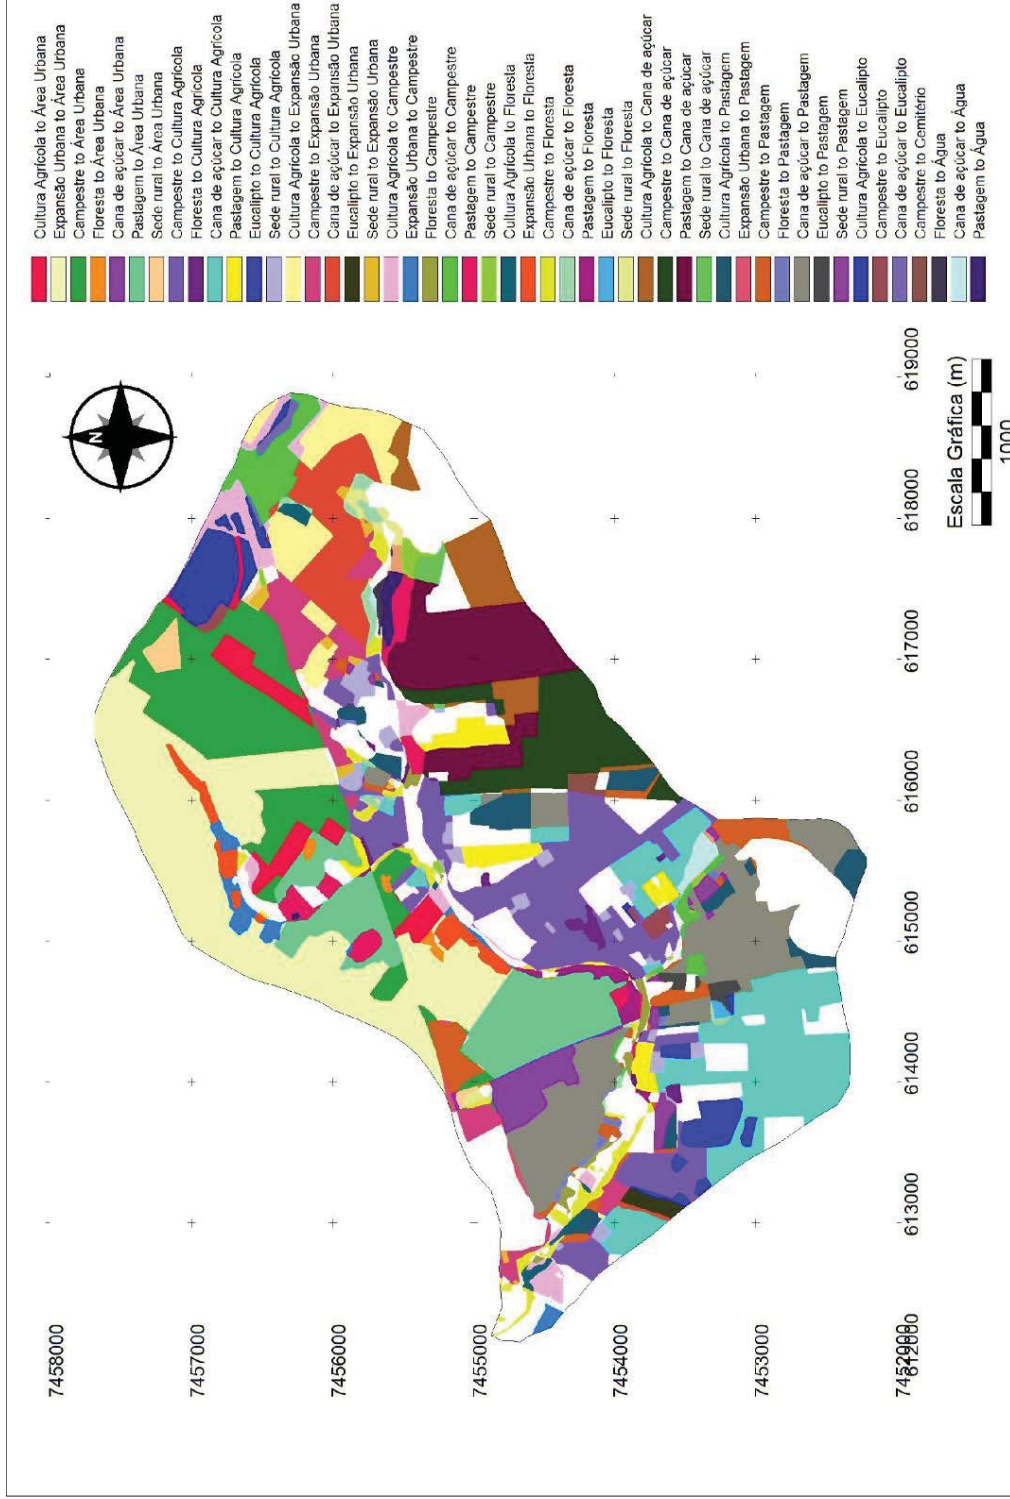 Cultura Agrícola to Área Urbana
Expansão Urbana to Área Urbana
Campestre to Área Urbana
Floresta to Área Urbana
Cana de açúcar to Área Urbana
Pastagem to Área Urbana
Sede rural to Área Urbana
Campestre to Cultura Agrícola
Floresta to Cultura Agrícola
Cana de açúcar to Cultura Agrícola
Pastagem to Cultura Agrícola
Eucalipto to Cultura Agrícola
Sede rural to Cultura Agrícola
Cultura Agrícola to Expansão Urbana
Campestre to Expansão Urbana
Cana de açúcar to Expansão Urbana
Eucalipto to Expansão Urbana
Sede rural to Expansão Urbana
Cultura Agrícola to Campestre
Expansão Urbana to Campestre
Floresta to Campestre
Cana de açúcar to Campestre
Pastagem to Campestre
Sede rural to Campestre
Cultura Agrícola to Floresta
Expansão Urbana to Floresta
Campestre to Floresta
Cana de açúcar to Floresta
Pastagem to Floresta
Eucalipto to Floresta
Sede rural to Floresta
Cultura Agrícola to Cana de açúcar
Campestre to Cana de açúcar
Pastagem to Cana de açúcar
Sede rural to Cana de açúcar
Cultura Agrícola to Pastagem
Expansão Urbana to Pastagem
Campestre to Pastagem
Floresta to Pastagem
Cana de açúcar to Pastagem
Eucalipto to Pastagem
Sede rural to Pastagem
Cultura Agrícola to Eucalipto
Campestre to Eucalipto
Cana de açúcar to Eucalipto
Campestre to Cemitério
Floresta to Água
Cana de açúcar to Água
Pastagem to Água
N
7458000
7457000
7456000
7455000
7454000
7453000
7452000
612000
613000
614000
615000
616000
617000
618000
619000
Escala Gráfica (m)
1000